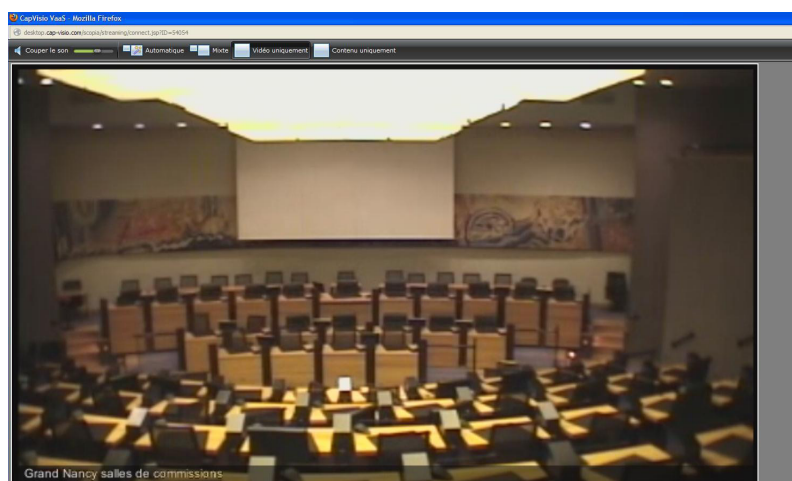 CapVisio VaaS - Mozilla Firefox
desktop.cap-visio.com/scopia/streaming/connect.jsp?ID=54054
Couper le son Automatique Mixte Vidéo uniquement Contenu uniquement
Grand Nancy salles de commissions